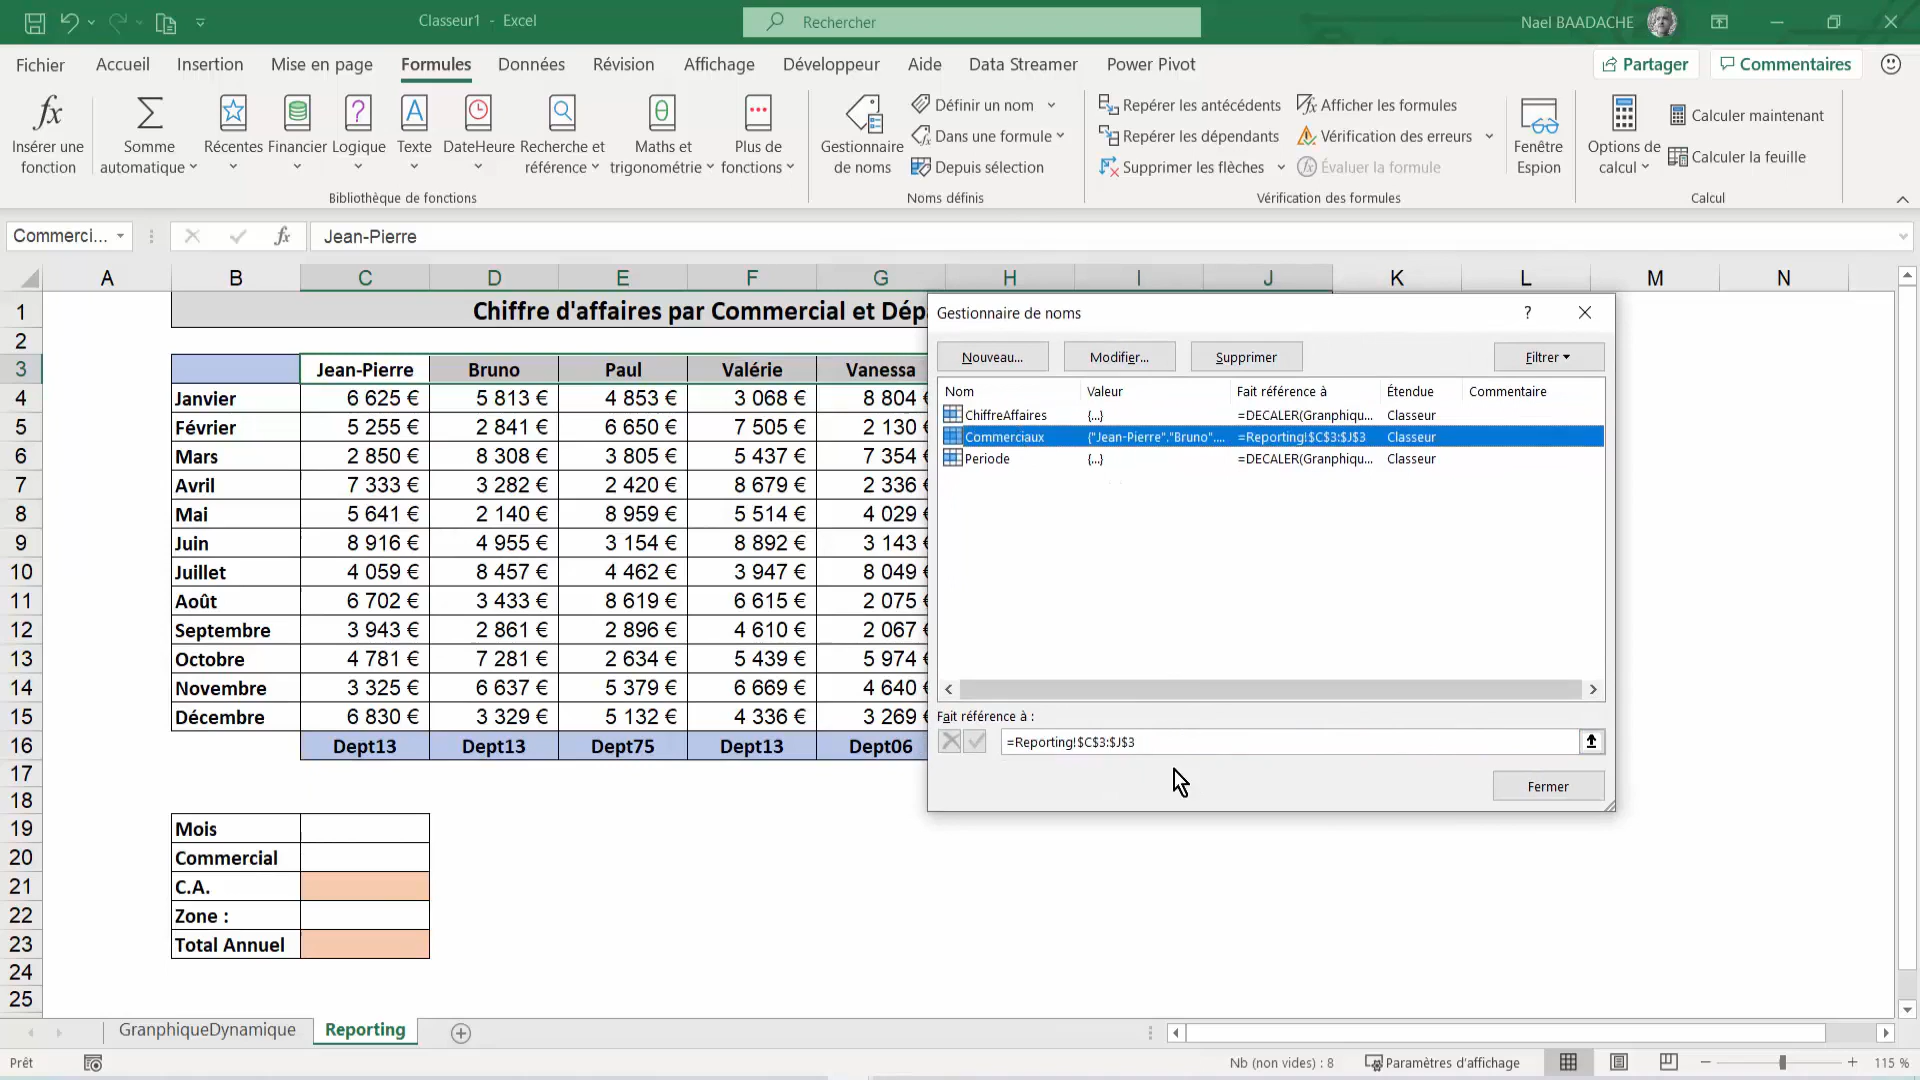 Classeur1 - Excel
Rechercher
Nael BAADACHE
Fichier Accueil Insertion Mise en page Formules Données Révision Affichage Développeur Aide Data Streamer Power Pivot
Partager Commentaires
Insérer une fonction
Somme automatique
Récentes
Financier
Logique
Texte
DateHeure
Recherche et référence
Maths et trigonométrie
Plus de fonctions
Bibliothèque de fonctions
Gestionnaire de noms
Définir un nom
Dans une formule
Depuis sélection
Noms définis
Repérer les antécédents
Repérer les dépendants
Supprimer les flèches
Afficher les formules
Vérification des erreurs
Évaluer la formule
Vérification des formules
Fenêtre Espion
Options de calcul
Calculer maintenant
Calculer la feuille
Calcul
Commerci... fx Jean-Pierre
A B C D E F G H I J K L M N
1 Chiffre d'affaires par Commercial et Dép
2
3 Jean-Pierre Bruno Paul Valérie Vanessa
4 Janvier 6 625 € 5 813 € 4 853 € 3 068 € 8 804 €
5 Février 5 255 € 2 841 € 6 650 € 7 505 € 2 130 €
6 Mars 2 850 € 8 308 € 3 805 € 5 437 € 7 354 €
7 Avril 7 333 € 3 282 € 2 420 € 8 679 € 2 336 €
8 Mai 5 641 € 2 140 € 8 959 € 5 514 € 4 029 €
9 Juin 8 916 € 4 955 € 3 154 € 8 892 € 3 143 €
10 Juillet 4 059 € 8 457 € 4 462 € 3 947 € 8 049 €
11 Août 6 702 € 3 433 € 8 619 € 6 615 € 2 075 €
12 Septembre 3 943 € 2 861 € 2 896 € 4 610 € 2 067 €
13 Octobre 4 781 € 7 281 € 2 634 € 5 439 € 5 974 €
14 Novembre 3 325 € 6 637 € 5 379 € 6 669 € 4 640 €
15 Décembre 6 830 € 3 329 € 5 132 € 4 336 € 3 269 €
16 Dept13 Dept13 Dept75 Dept13 Dept06
17
18
19 Mois
20 Commercial
21 C.A.
22 Zone :
23 Total Annuel
24
25
Gestionnaire de noms ?
Nouveau... Modifier... Supprimer Filtrer
Nom Valeur Fait référence à Étendue Commentaire
ChiffreAffaires {...} =DECALER(Granphiqu... Classeur
Commerciaux {"Jean-Pierre"."Bruno".... =Reporting!$C$3:$J$3 Classeur
Periode {...} =DECALER(Granphiqu... Classeur
Fait référence à :
=Reporting!$C$3:$J$3
Fermer
GranphiqueDynamique Reporting
Prêt Nb (non vides) : 8 Paramètres d'affichage 115 %